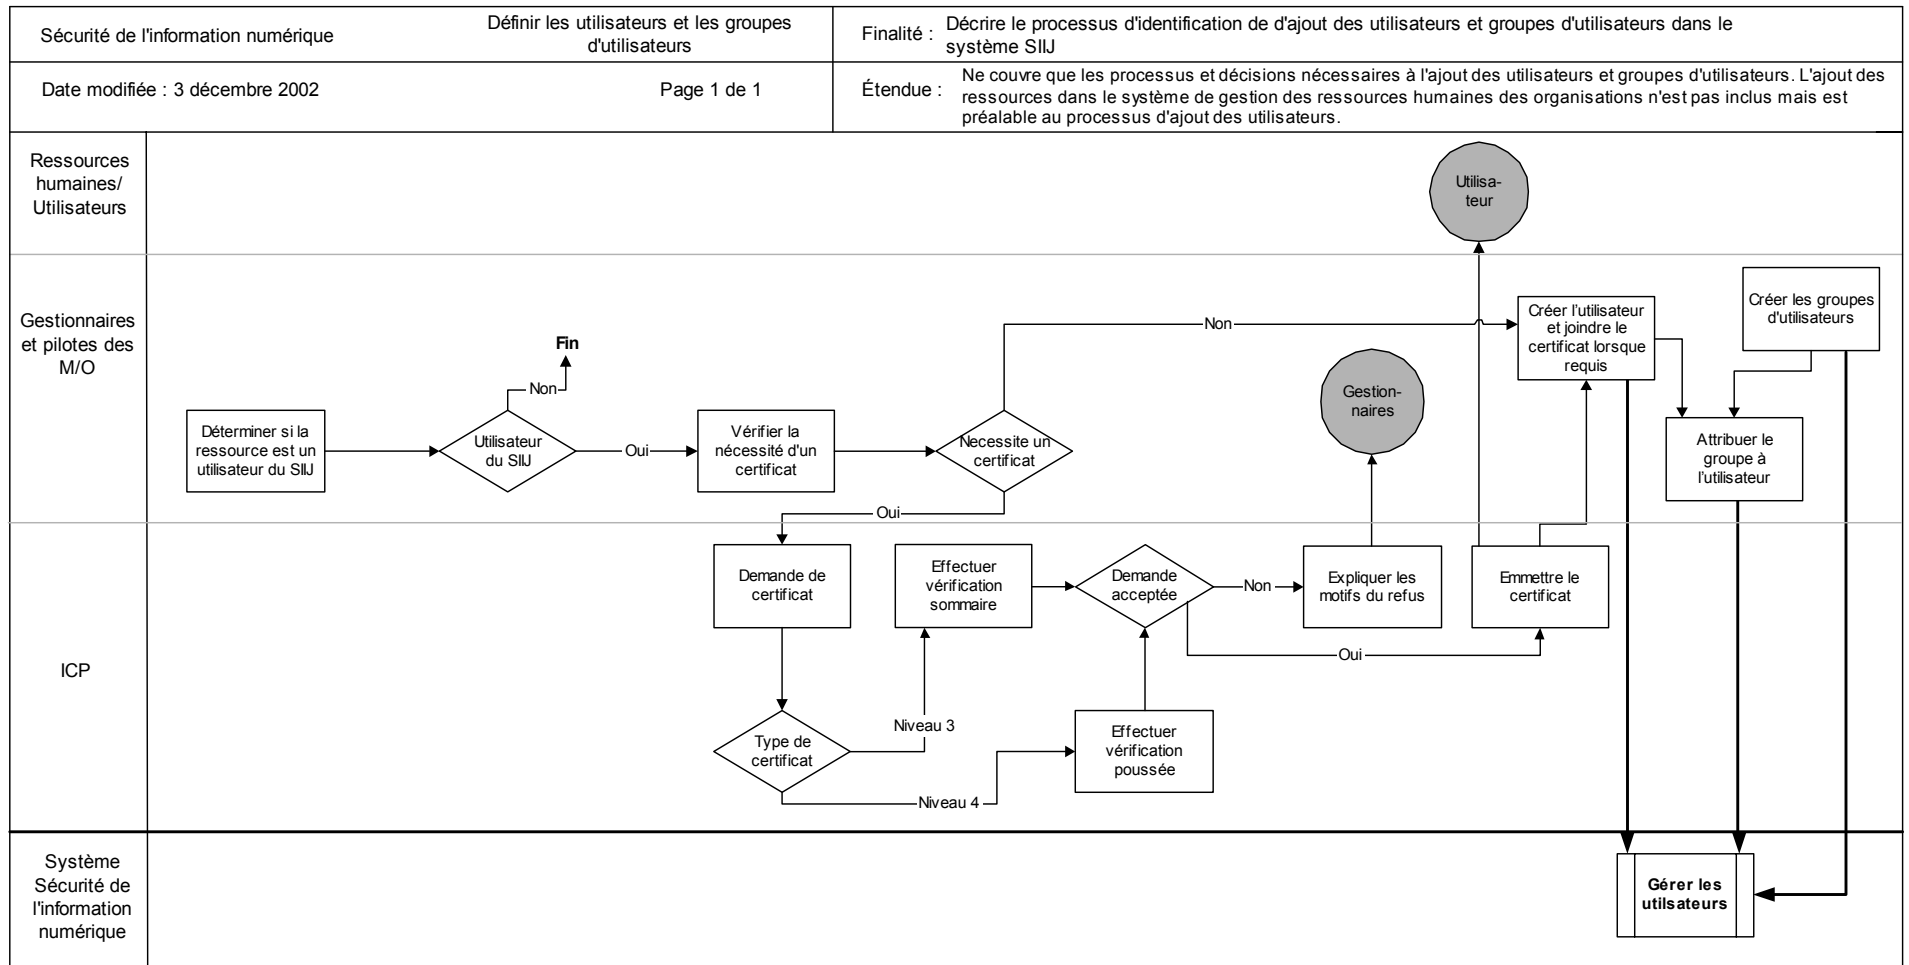 Sécurité de l'information numérique
Définir les utilisateurs et les groupes
d'utilisateurs
Finalité :
Décrire le processus d'identification de d'ajout des utilisateurs et groupes d'utilisateurs dans le
système SIIJ
Date modifiée : 3 décembre 2002
Page 1 de 1
Étendue :
Ne couvre que les processus et décisions nécessaires à l'ajout des utilisateurs et groupes d'utilisateurs. L'ajout des
ressources dans le système de gestion des ressources humaines des organisations n'est pas inclus mais est
préalable au processus d'ajout des utilisateurs.
Ressources
humaines/
Utilisateurs
Utilisa-
teur
Gestionnaires
et pilotes des
M/O
Déterminer si la
ressource est un
utilisateur du SIIJ
Utilisateur
du SIIJ
Non
Fin
Oui
Vérifier la
nécessité d'un
certificat
Necessite un
certificat
Non
Oui
Gestion-
naires
Créer l'utilisateur
et joindre le
certificat lorsque
requis
Créer les groupes
d'utilisateurs
Attribuer le
groupe à
l'utilisateur
ICP
Demande de
certificat
Type de
certificat
Niveau 3
Niveau 4
Effectuer
vérification
sommaire
Effectuer
vérification
poussée
Demande
acceptée
Non
Oui
Expliquer les
motifs du refus
Emmettre le
certificat
Système
Sécurité de
l'information
numérique
Gérer les
utilsateurs